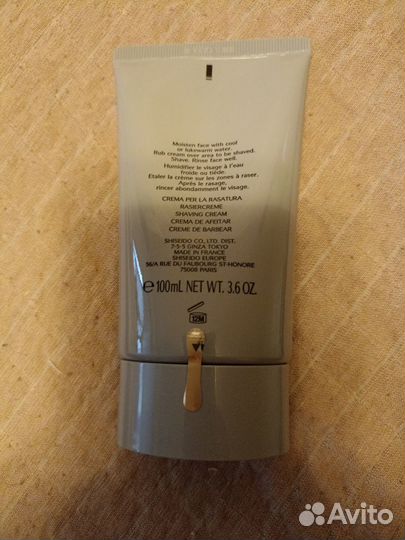 Moisten face with cool
or lukewarm water.
Rub cream over area to be shaved.
Shave. Rinse face well.
Humidifier le visage à l'eau
froide ou tiède.
Etaler la crème sur les zones à raser.
Après le rasage,
rincer abondamment le visage.
CREMA PER LA RASATURA
RASIERCREME
SHAVING CREAM
CREMA DE AFEITAR
CREME DE BARBEAR
SHISEIDO CO., LTD. DIST.
7-5-5 GINZA TOKYO
MADE IN FRANCE
SHISEIDO EUROPE
56/A RUE DU FAUBOURG ST-HONORE
75008 PARIS
℮ 100mL NET WT. 3.6 OZ.
12M
Avito